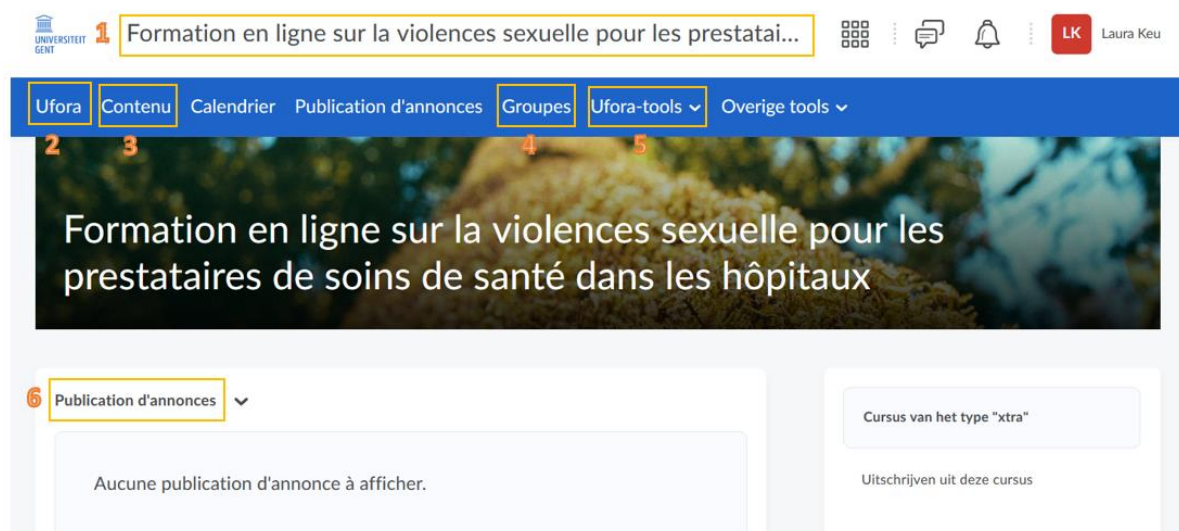 UNIVERSITEIT
GENT
1 Formation en ligne sur la violences sexuelle pour les prestatai... LK Laura Keu
Ufora Contenu Calendrier Publication d'annonces Groupes Ufora-tools Overige tools
2 3 4 5
Formation en ligne sur la violences sexuelle pour les
prestataires de soins de santé dans les hôpitaux
6 Publication d'annonces
Cursus van het type "xtra"
Aucune publication d'annonce à afficher.
Uitschrijven uit deze cursus